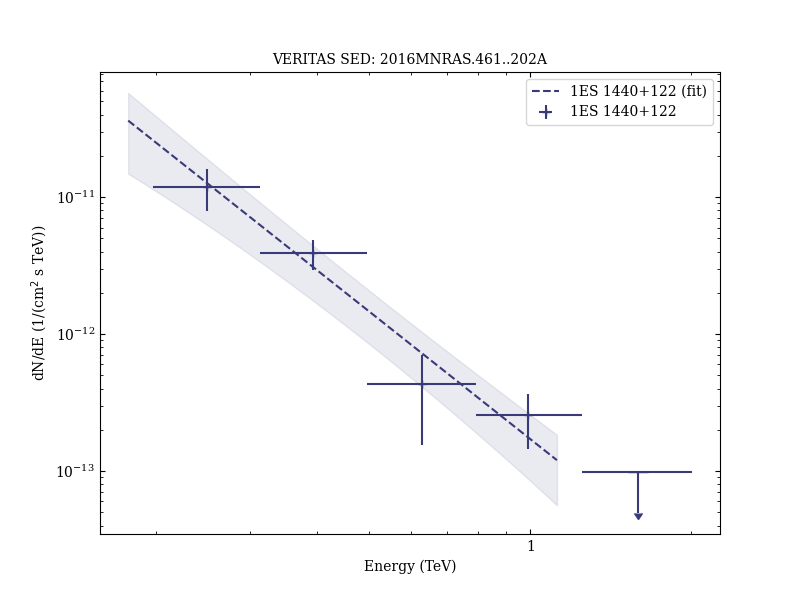 VERITAS SED: 2016MNRAS.461..202A
1ES 1440+122 (fit)
1ES 1440+122
dN/dE (1/(cm² s TeV))
10⁻¹¹
10⁻¹²
10⁻¹³
1
Energy (TeV)